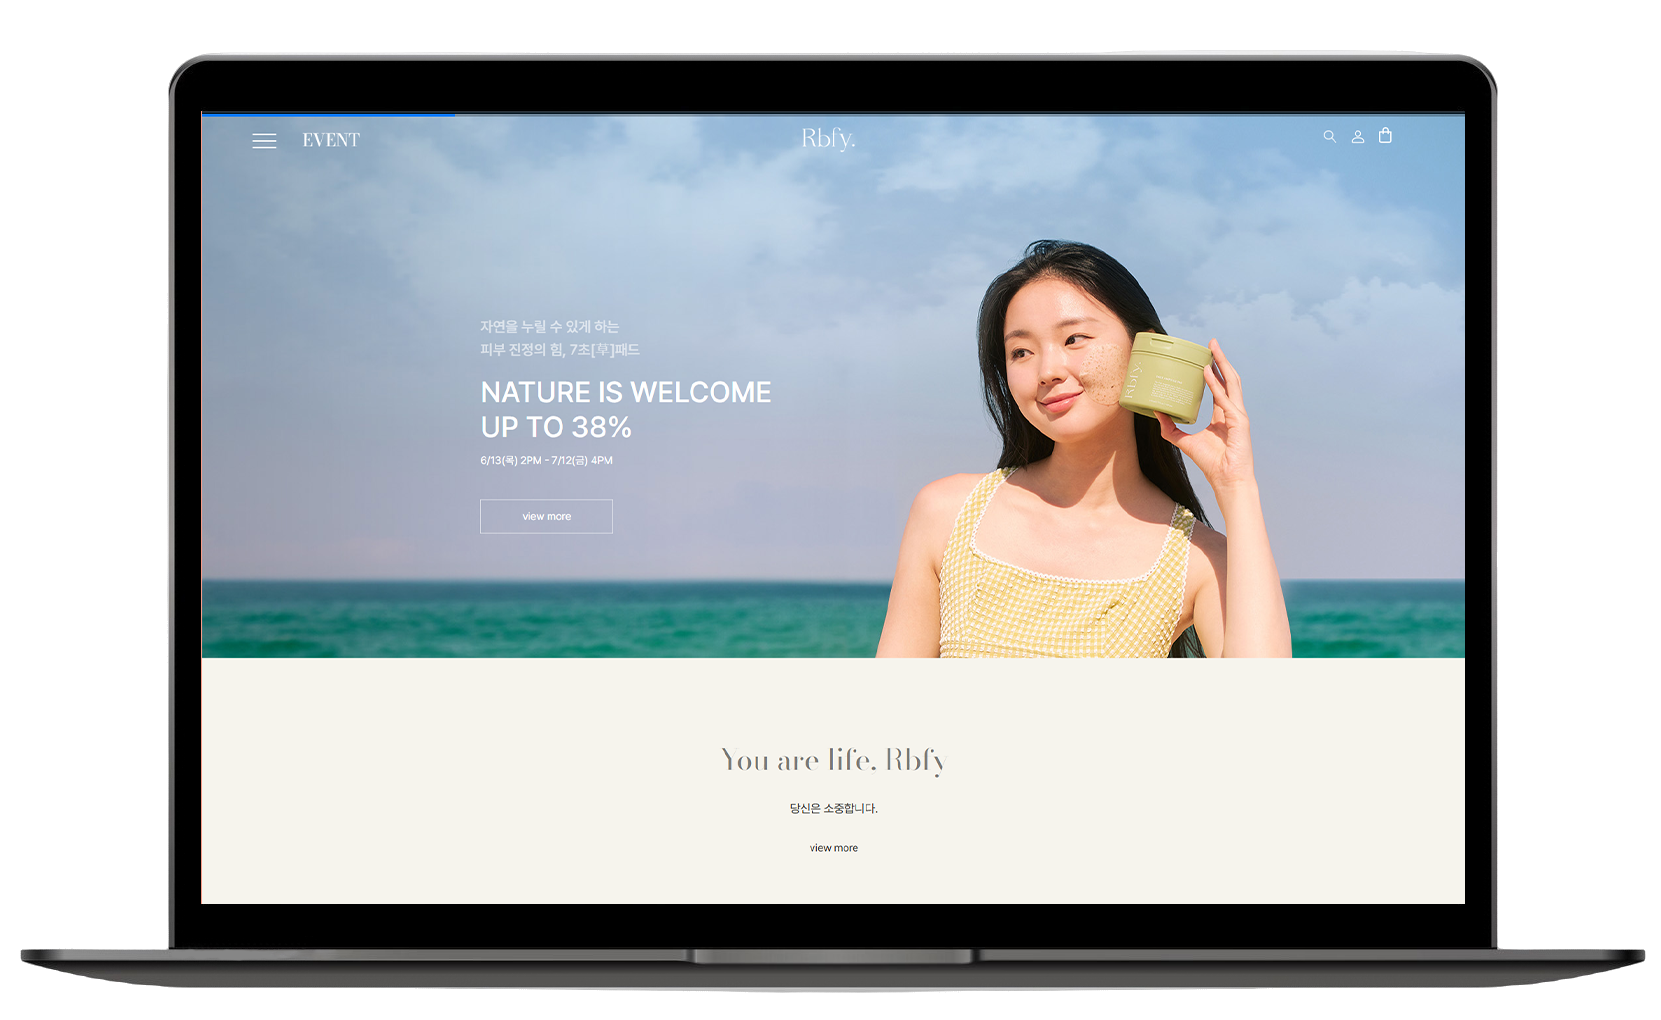 EVENT
Rbfy.
자연을 누릴 수 있게 하는
피부 진정의 힘, 7초[草]패드
NATURE IS WELCOME
UP TO 38%
6/13(목) 2PM - 7/12(금) 4PM
view more
Rbfy.
You are life. Rbfy
당신은 소중합니다.
view more